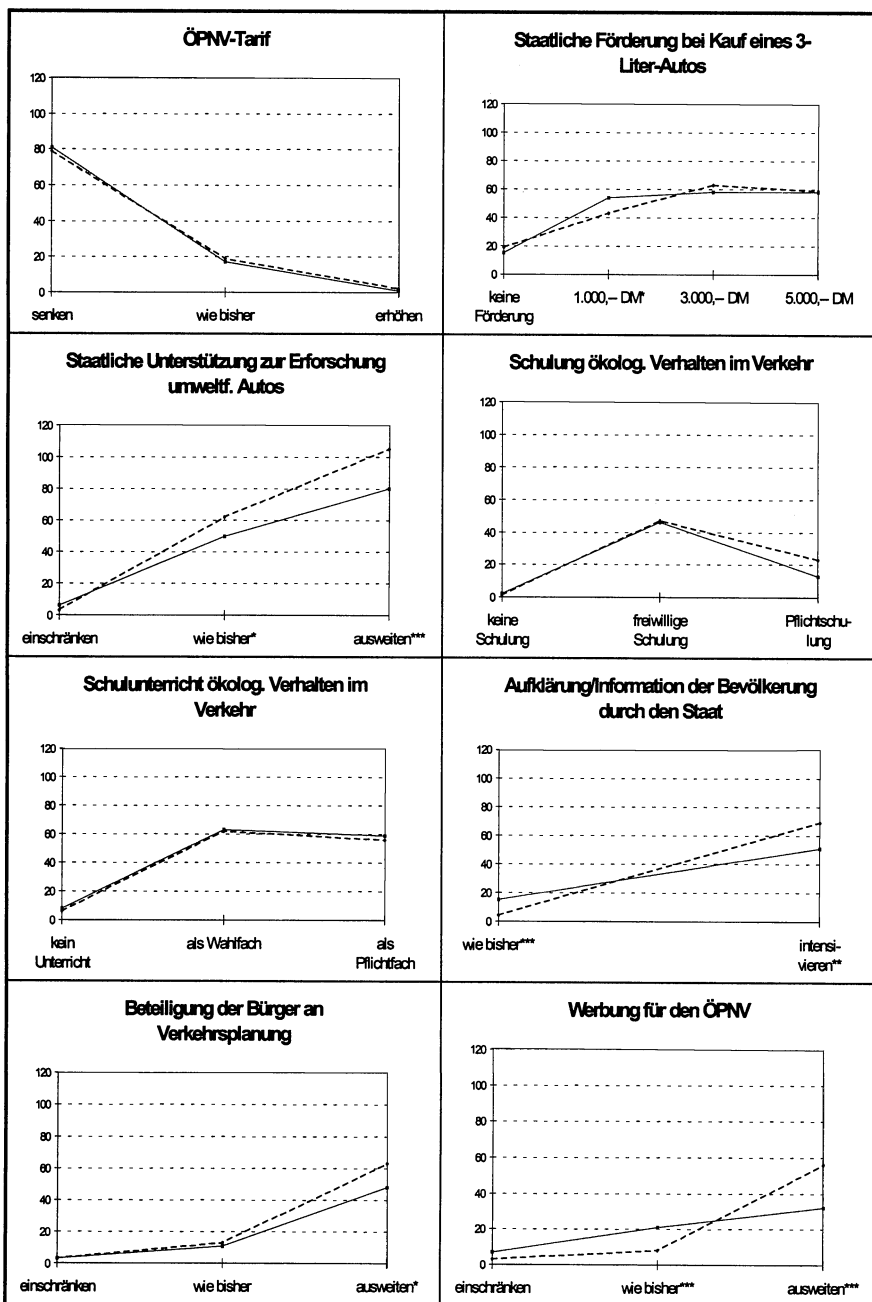 ÖPNV-Tarif
120
100
80
60
40
20
0
senken wie bisher erhöhen
Staatliche Förderung bei Kauf eines 3-
Liter-Autos
120
100
80
60
40
20
0
keine 1.000,– DM* 3.000,– DM 5.000,– DM
Förderung
Staatliche Unterstützung zur Erforschung
umweltf. Autos
120
100
80
60
40
20
0
einschränken wie bisher* ausweiten***
Schulung ökolog. Verhalten im Verkehr
120
100
80
60
40
20
0
keine freiwillige Pflichtschu-
Schulung Schulung lung
Schulunterricht ökolog. Verhalten im
Verkehr
120
100
80
60
40
20
0
kein als Wahlfach als
Unterricht Pflichtfach
Aufklärung/Information der Bevölkerung
durch den Staat
120
100
80
60
40
20
0
wie bisher*** intensi-
vieren**
Beteiligung der Bürger an
Verkehrsplanung
120
100
80
60
40
20
0
einschränken wie bisher ausweiten*
Werbung für den ÖPNV
120
100
80
60
40
20
0
einschränken wie bisher*** ausweiten***